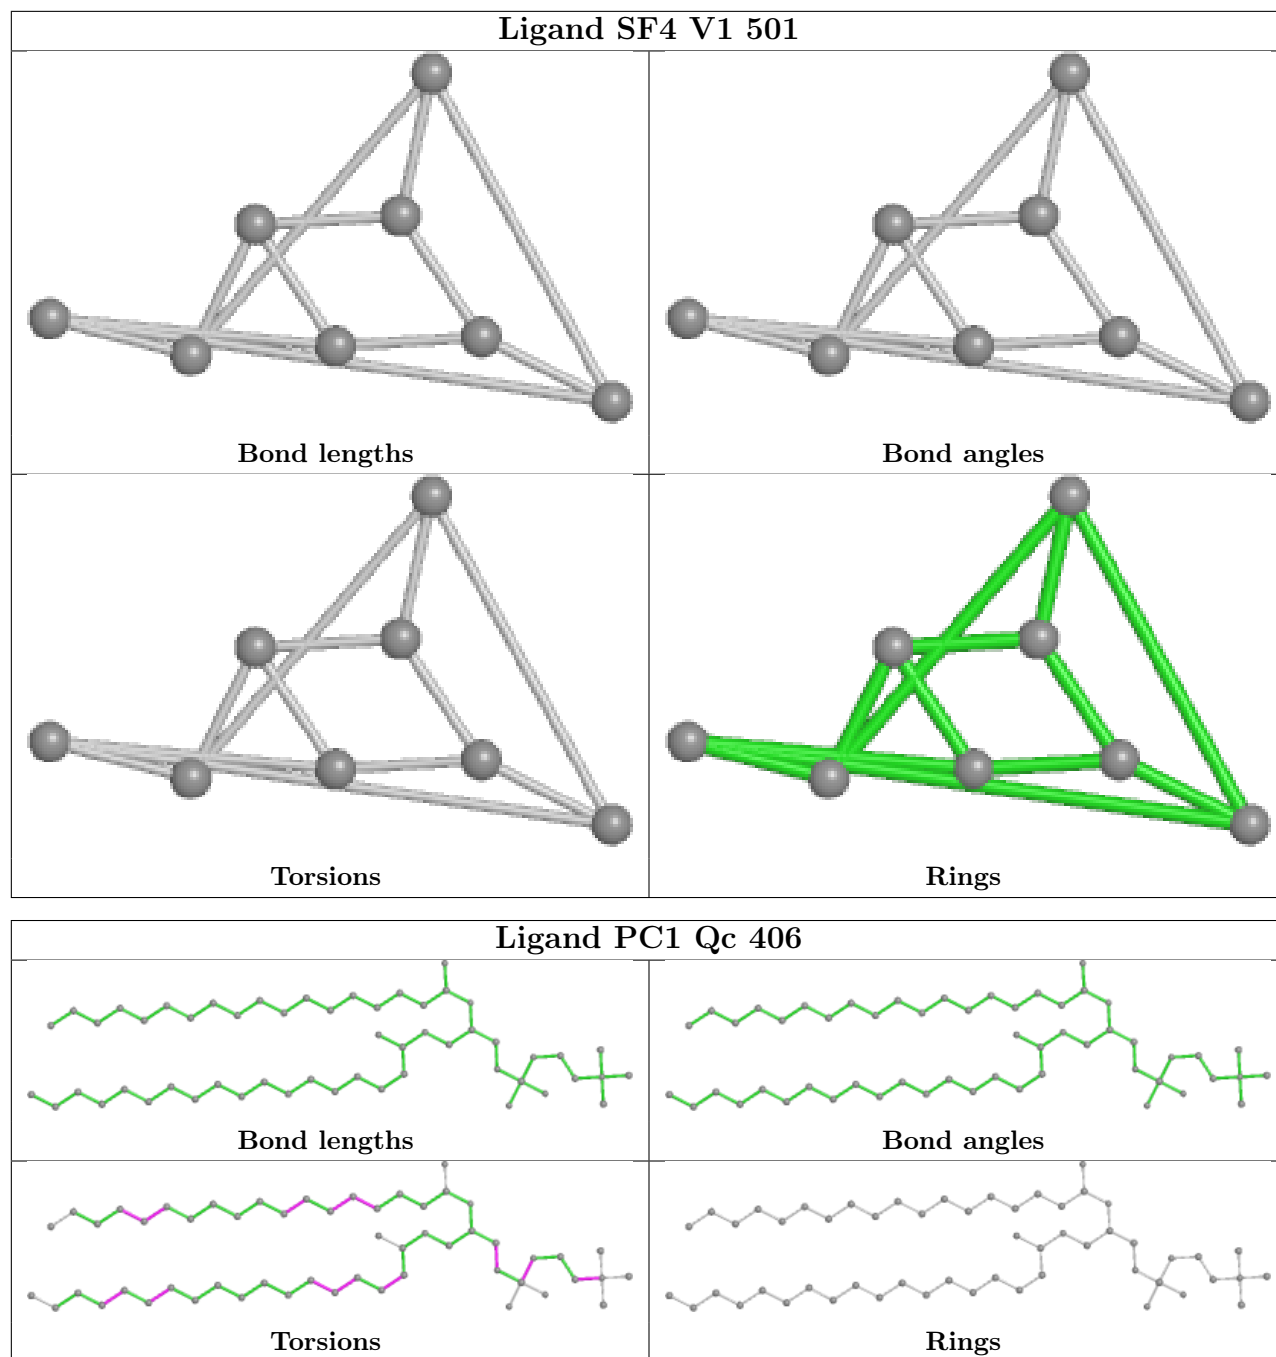 Ligand SF4 V1 501
Bond lengths
Bond angles
Torsions
Rings
Ligand PC1 Qc 406
Bond lengths
Bond angles
Torsions
Rings